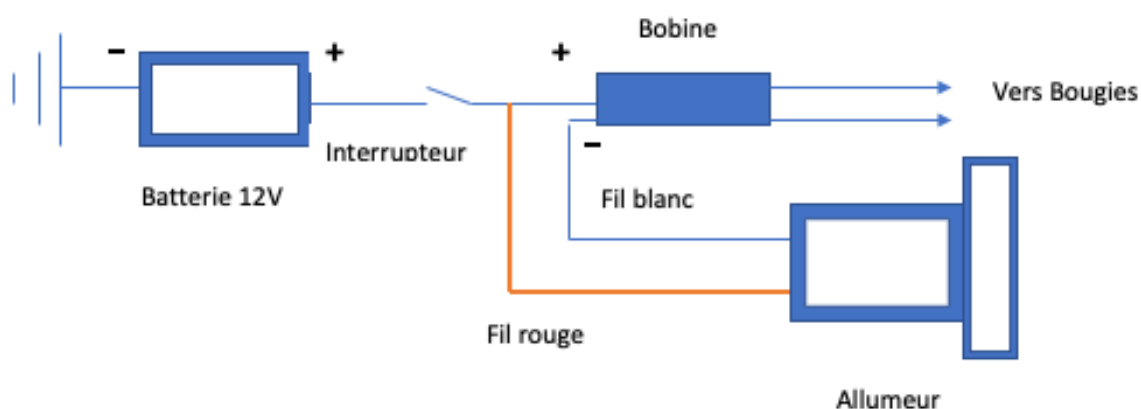 Bobine
- + +
Vers Bougies
Interrupteur
-
Batterie 12V
Fil blanc
Fil rouge
Allumeur